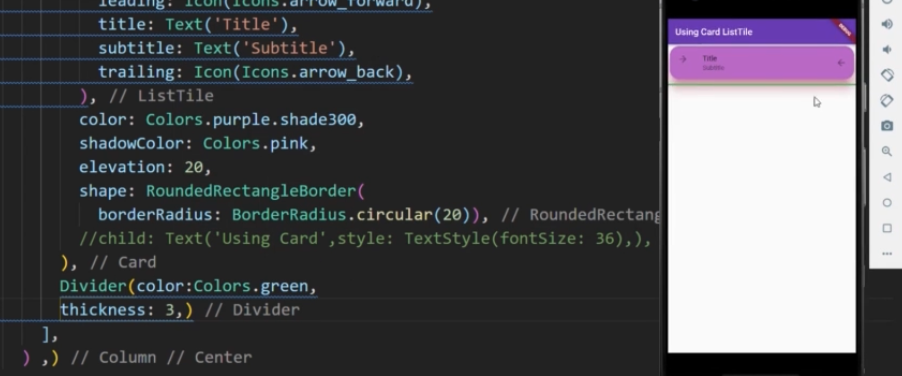 leading: Icon(Icons.arrow_forward),
title: Text('Title'),
subtitle: Text('Subtitle'),
trailing: Icon(Icons.arrow_back),
), // ListTile
color: Colors.purple.shade300,
shadowColor: Colors.pink,
elevation: 20,
shape: RoundedRectangleBorder(
borderRadius: BorderRadius.circular(20)), // RoundedRectang
//child: Text('Using Card',style: TextStyle(fontSize: 36),),
), // Card
Divider(color:Colors.green,
thickness: 3,) // Divider
],
) ,) // Column // Center
Using Card ListTile
DEBUG
Title
Subtitle